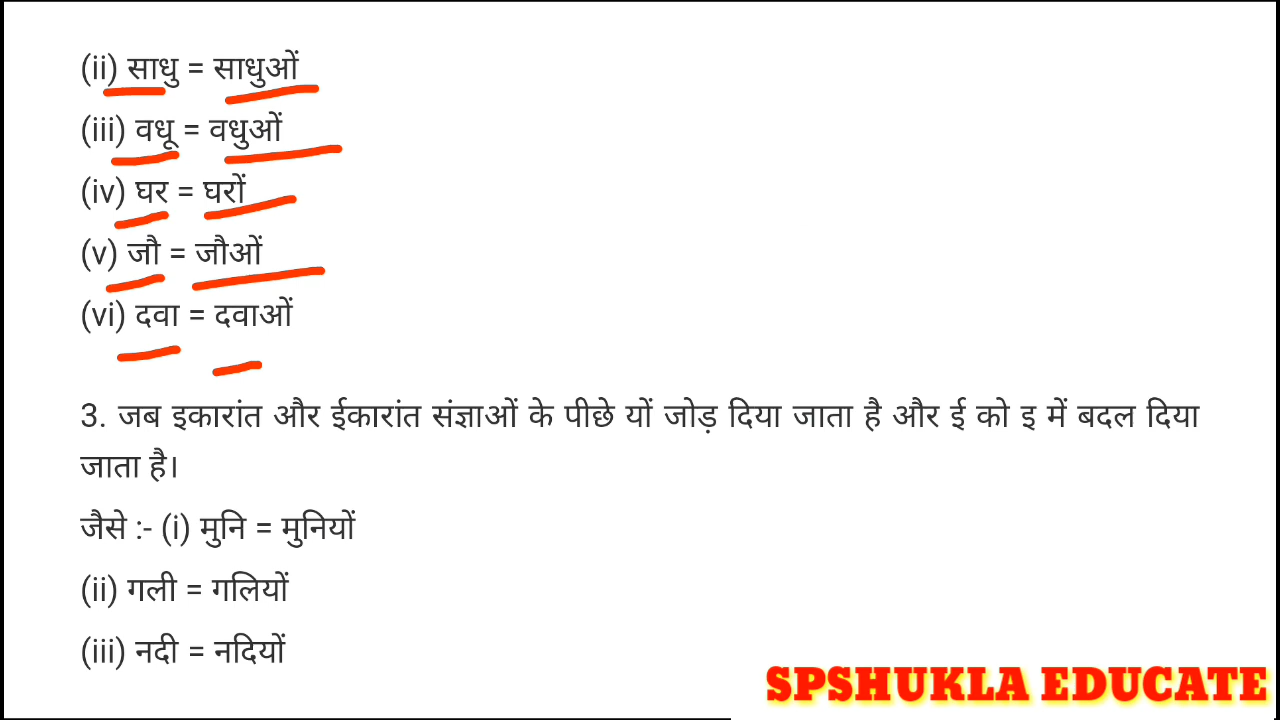 (ii) साधु = साधुओं
(iii) वधू = वधुओं
(iv) घर = घरों
(v) जौ = जौओं
(vi) दवा = दवाओं
3. जब इकारांत और ईकारांत संज्ञाओं के पीछे यों जोड़ दिया जाता है और ई को इ में बदल दिया
जाता है।
जैसे :- (i) मुनि = मुनियों
(ii) गली = गलियों
(iii) नदी = नदियों
SPSHUKLA EDUCATE